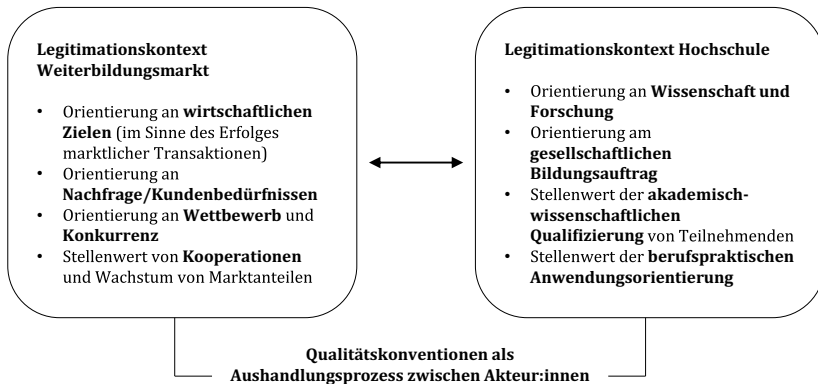 Legitimationskontext
Weiterbildungsmarkt
• Orientierung an wirtschaftlichen
Zielen (im Sinne des Erfolges
marktlicher Transaktionen)
• Orientierung an
Nachfrage/Kundenbedürfnissen
• Orientierung an Wettbewerb und
Konkurrenz
• Stellenwert von Kooperationen
und Wachstum von Marktanteilen
Legitimationskontext Hochschule
• Orientierung an Wissenschaft und
Forschung
• Orientierung am
gesellschaftlichen
Bildungsauftrag
• Stellenwert der akademisch-
wissenschaftlichen
Qualifizierung von Teilnehmenden
• Stellenwert der berufspraktischen
Anwendungsorientierung
Qualitätskonventionen als
Aushandlungsprozess zwischen Akteur:innen